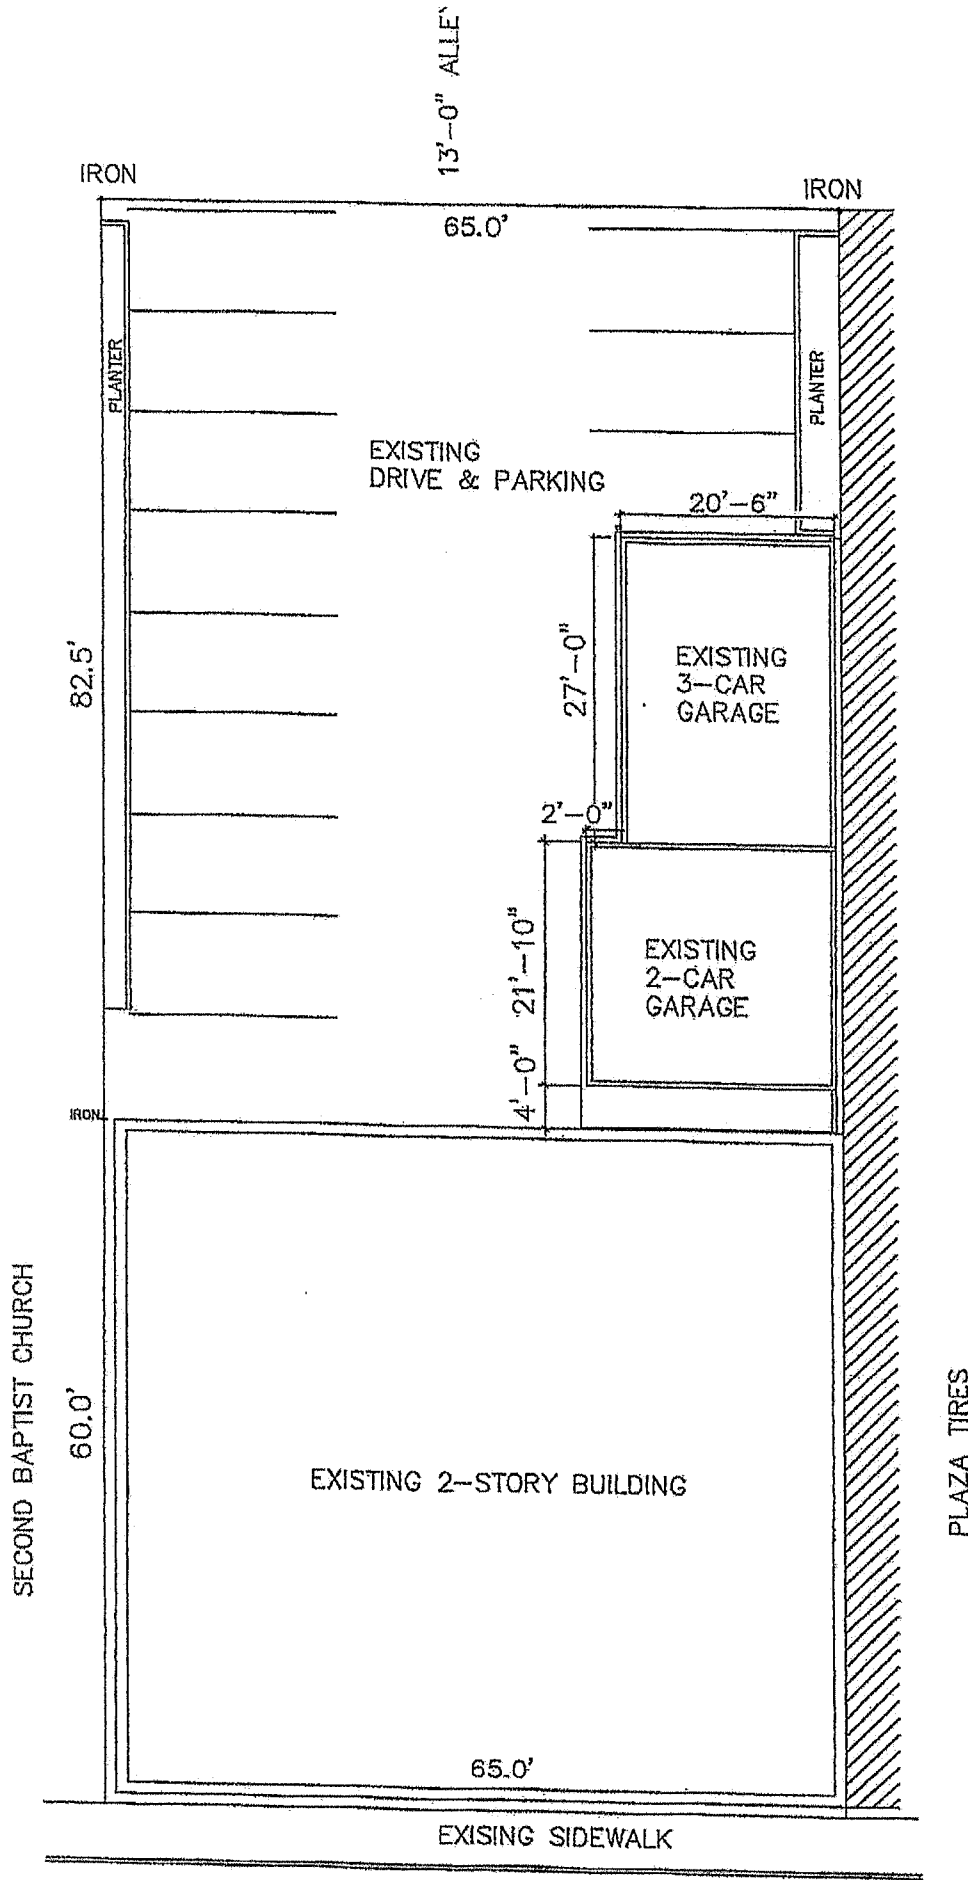 13'-0" ALLE
IRON
IRON
65.0'
PLANTER
PLANTER
EXISTING
DRIVE & PARKING
20'-6"
82.5'
27'-0"
EXISTING
3-CAR
GARAGE
2'-0"
21'-10"
EXISTING
2-CAR
GARAGE
4'-0"
IRON
SECOND BAPTIST CHURCH
60.0'
EXISTING 2-STORY BUILDING
PLAZA TIRES
65.0'
EXISING SIDEWALK